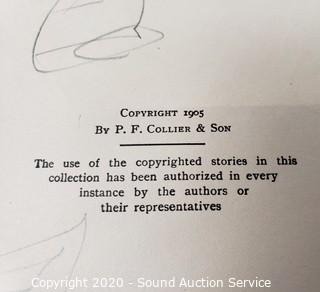 Copyright 1905
By P. F. Collier & Son
The use of the copyrighted stories in this
collection has been authorized in every
instance by the authors or
their representatives
Copyright 2020 - Sound Auction Service